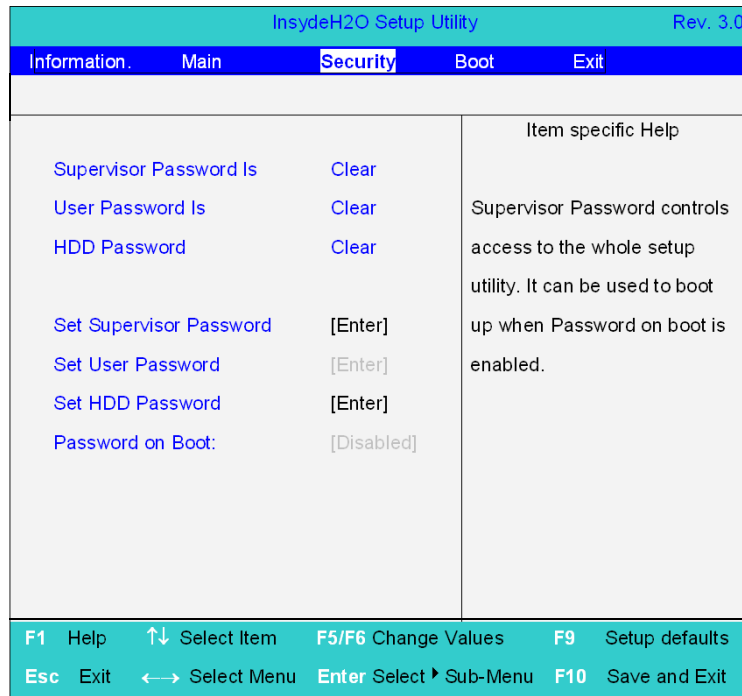 InsydeH2O Setup Utility Rev. 3.0
Information. Main Security Boot Exit
Item specific Help
Supervisor Password Is Clear
User Password Is Clear
HDD Password Clear
Set Supervisor Password [Enter]
Set User Password [Enter]
Set HDD Password [Enter]
Password on Boot: [Disabled]
Supervisor Password controls
access to the whole setup
utility. It can be used to boot
up when Password on boot is
enabled.
F1 Help ↑↓ Select Item F5/F6 Change Values F9 Setup defaults
Esc Exit ←→ Select Menu Enter Select ▸ Sub-Menu F10 Save and Exit